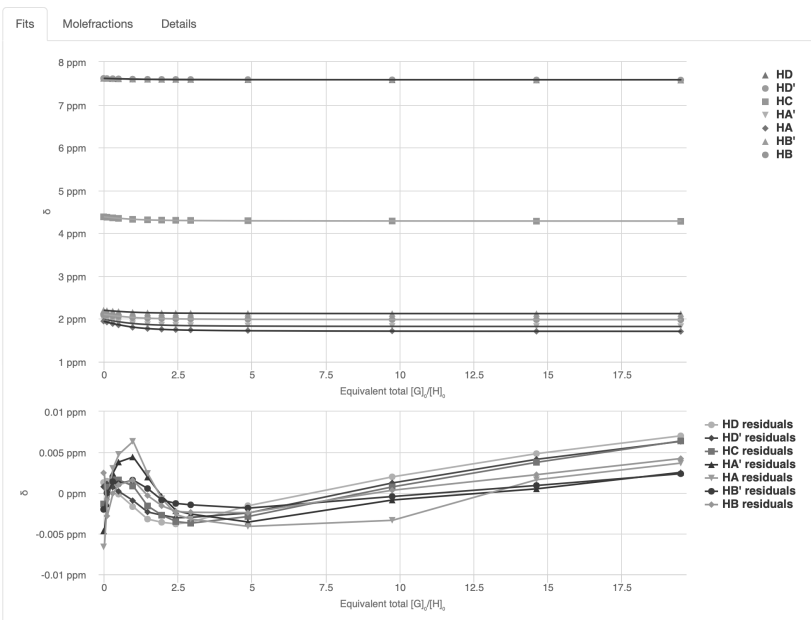 Fits Molefractions Details
8 ppm
7 ppm
6 ppm
5 ppm
4 ppm
3 ppm
2 ppm
1 ppm
δ
0 2.5 5 7.5 10 12.5 15 17.5
Equivalent total [G]₀/[H]₀
HD
HD'
HC
HA'
HA
HB'
HB
0.01 ppm
0.005 ppm
0 ppm
-0.005 ppm
-0.01 ppm
δ
0 2.5 5 7.5 10 12.5 15 17.5
Equivalent total [G]₀/[H]₀
HD residuals
HD' residuals
HC residuals
HA' residuals
HA residuals
HB' residuals
HB residuals